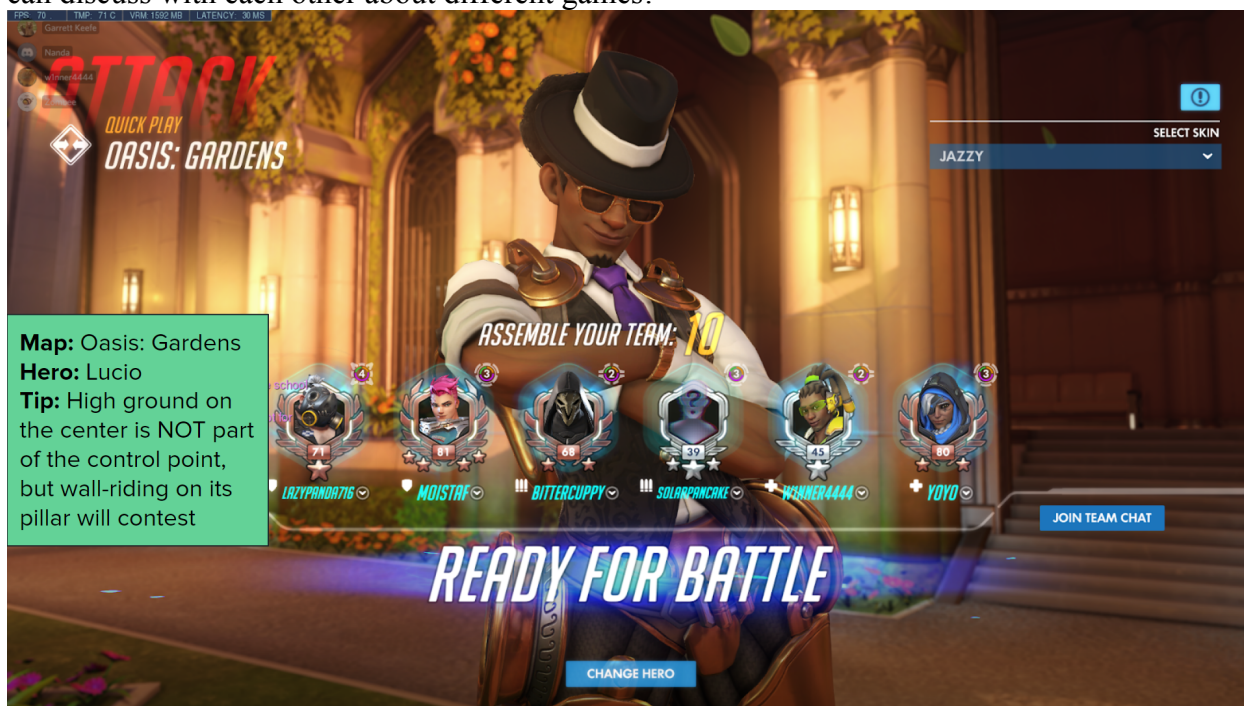 can discuss with each other about different games?
FPS: 70 | TMP: 71 C | VRM: 1592 MB | LATENCY: 30 MS
Garrett Keefe
Nanda
w1nner4444
ATTACK
QUICK PLAY
OASIS: GARDENS
SELECT SKIN
JAZZY
ASSEMBLE YOUR TEAM: 10
Map: Oasis: Gardens
Hero: Lucio
Tip: High ground on
the center is NOT part
of the control point,
but wall-riding on its
pillar will contest
school
4 3 2 3 2 3
71 81 68 39 45 80
LAZYPANDA716 MOISTAF BITTERCUPPY SOLARPANCAKE W1NNER4444 YOYO
JOIN TEAM CHAT
READY FOR BATTLE
CHANGE HERO